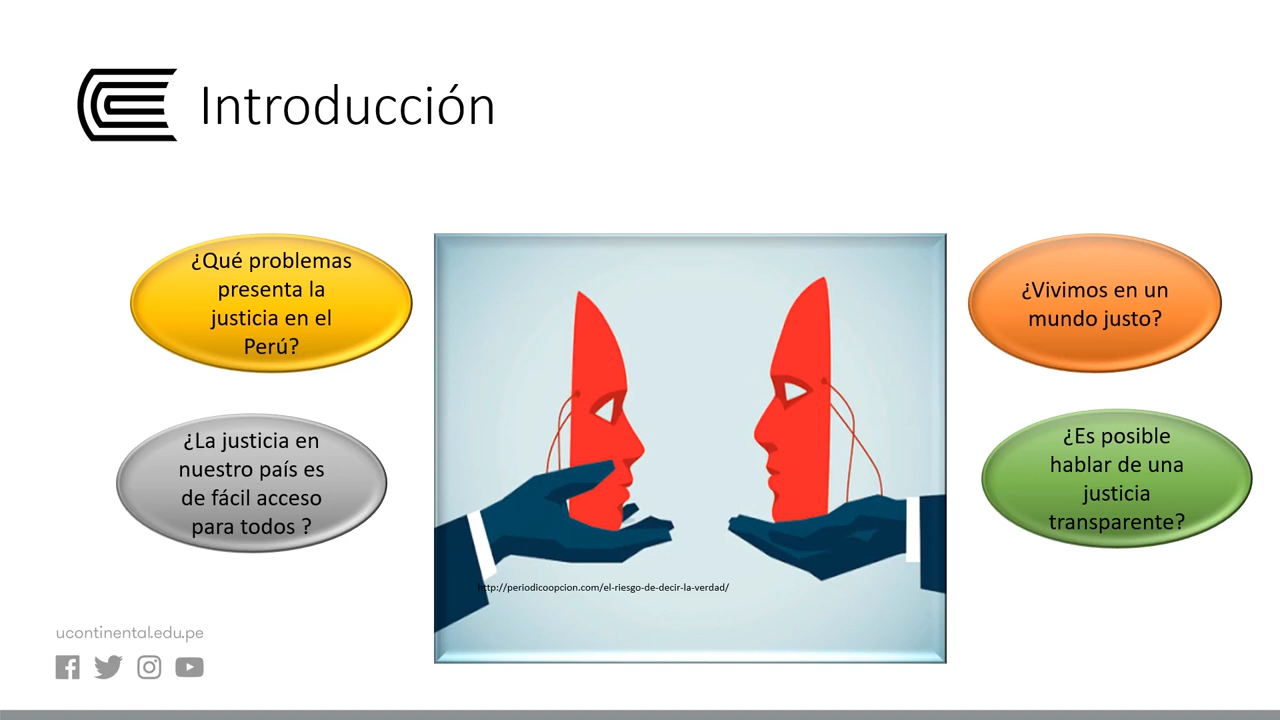 Introducción
¿Qué problemas
presenta la
justicia en el
Perú?
¿La justicia en
nuestro país es
de fácil acceso
para todos ?
http://periodicoopcion.com/el-riesgo-de-decir-la-verdad/
¿Vivimos en un
mundo justo?
¿Es posible
hablar de una
justicia
transparente?
ucontinental.edu.pe